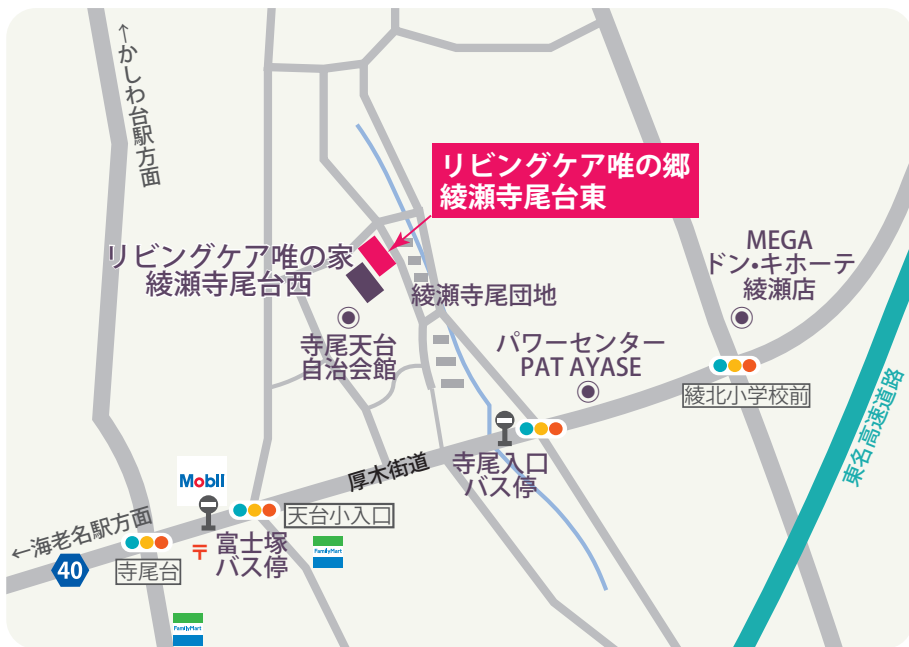 ←かしわ台駅方面
リビングケア唯の郷
綾瀬寺尾台東
リビングケア唯の家
綾瀬寺尾台西
MEGA
ドン・キホーテ
綾瀬店
綾瀬寺尾団地
寺尾天台
自治会館
パワーセンター
PAT AYASE
綾北小学校前
東名高速道路
厚木街道
寺尾入口
バス停
Mobil
天台小入口
←海老名駅方面
〒
富士塚
バス停
FamilyMart
40
寺尾台
FamilyMart